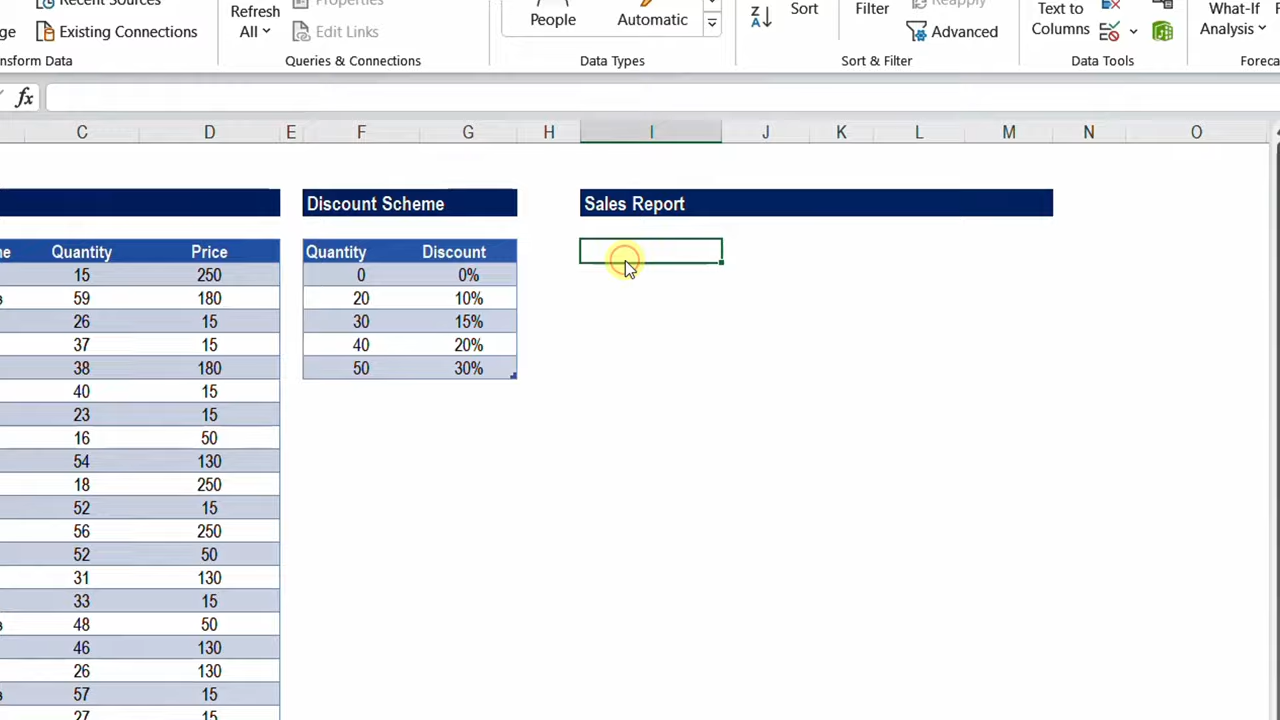 Recent Sources
Properties
Refresh
All
Existing Connections
Edit Links
People
Automatic
Sort
Filter
Reapply
Advanced
Text to
Columns
What-If
Analysis
nsform Data
Queries & Connections
Data Types
Sort & Filter
Data Tools
Foreca
fx
C D E F G H I J K L M N O
Discount Scheme Sales Report
Quantity Price Quantity Discount
15 250 0 0%
59 180 20 10%
26 15 30 15%
37 15 40 20%
38 180 50 30%
40 15
23 15
16 50
54 130
18 250
52 15
56 250
52 50
31 130
33 15
48 50
46 130
26 130
57 15
27 15